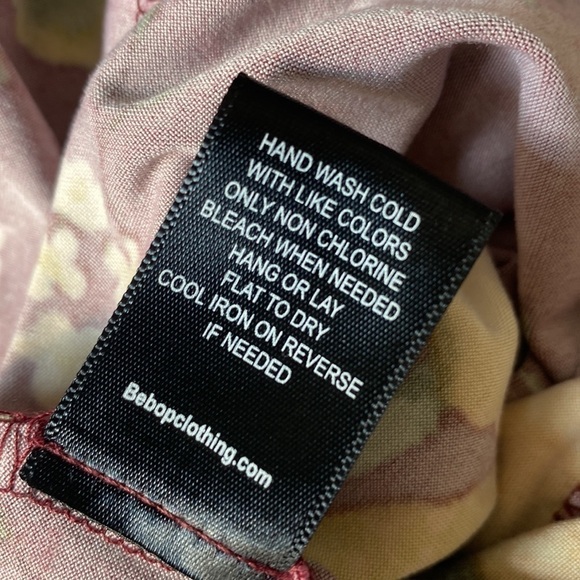 HAND WASH COLD
WITH LIKE COLORS
ONLY NON CHLORINE
BLEACH WHEN NEEDED
HANG OR LAY
FLAT TO DRY
COOL IRON ON REVERSE
IF NEEDED
Bebopclothing.com